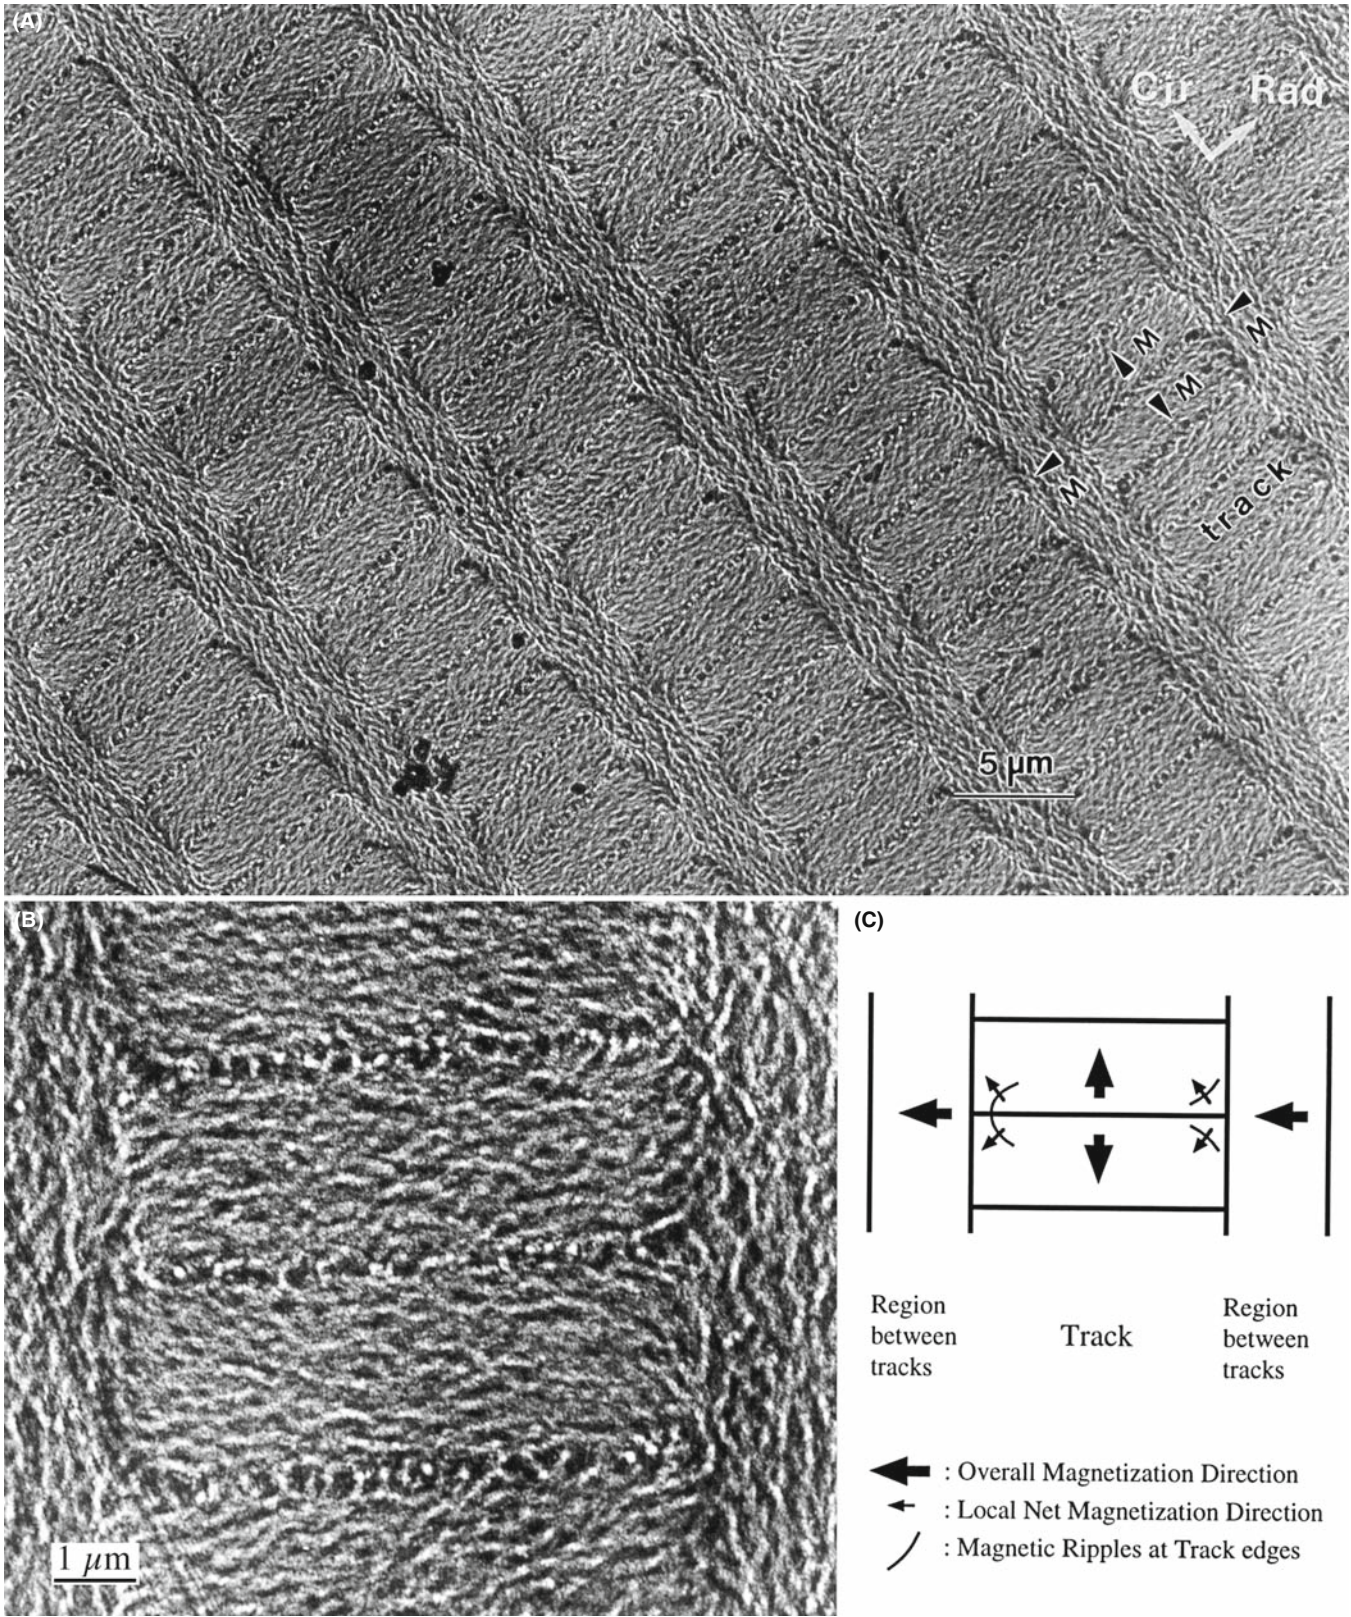 (A)
Cir Rad
M
M
M
M
track
5 µm
(B)
1 µm
(C)
Region
between
tracks
Track
Region
between
tracks
: Overall Magnetization Direction
: Local Net Magnetization Direction
: Magnetic Ripples at Track edges